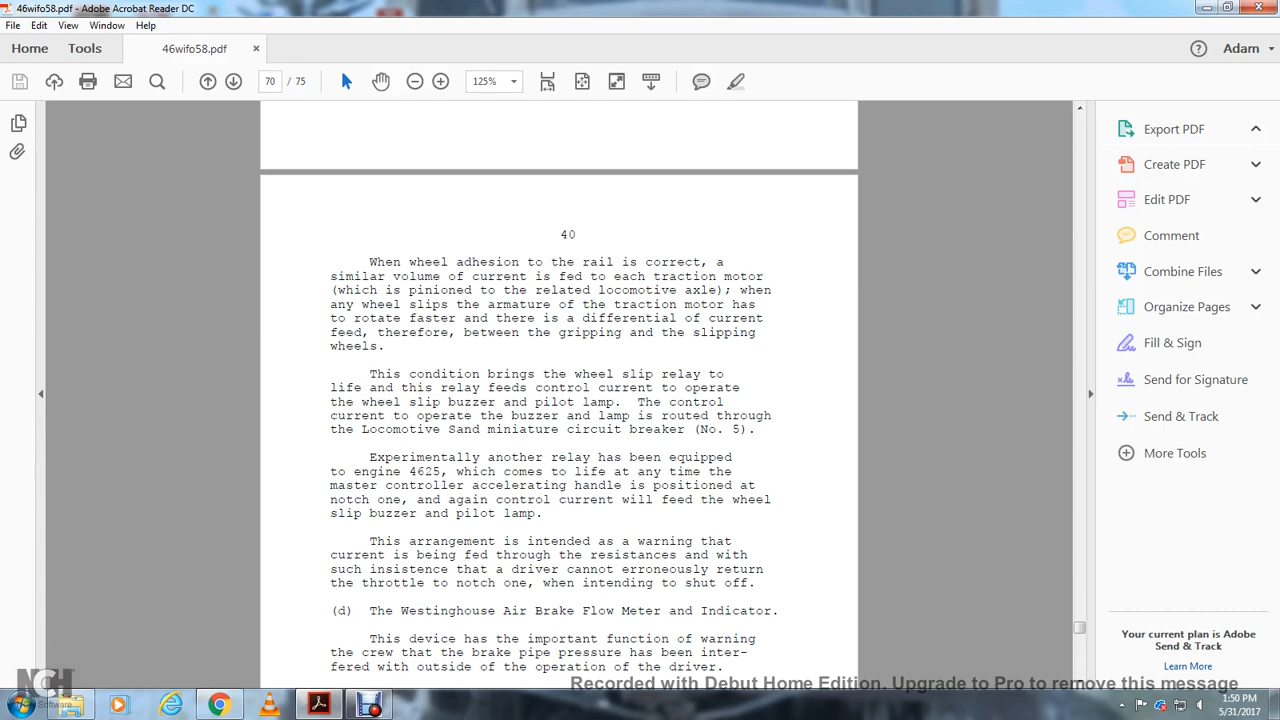 46wifo58.pdf - Adobe Acrobat Reader DC
File Edit View Window Help
Home Tools 46wifo58.pdf × Adam
70 / 75 125%
Export PDF
Create PDF
Edit PDF
Comment
Combine Files
Organize Pages
Fill & Sign
Send for Signature
Send & Track
More Tools
40
When wheel adhesion to the rail is correct, a
similar volume of current is fed to each traction motor
(which is pinioned to the related locomotive axle); when
any wheel slips the armature of the traction motor has
to rotate faster and there is a differential of current
feed, therefore, between the gripping and the slipping
wheels.
This condition brings the wheel slip relay to
life and this relay feeds control current to operate
the wheel slip buzzer and pilot lamp. The control
current to operate the buzzer and lamp is routed through
the Locomotive Sand miniature circuit breaker (No. 5).
Experimentally another relay has been equipped
to engine 4625, which comes to life at any time the
master controller accelerating handle is positioned at
notch one, and again control current will feed the wheel
slip buzzer and pilot lamp.
This arrangement is intended as a warning that
current is being fed through the resistances and with
such insistence that a driver cannot erroneously return
the throttle to notch one, when intending to shut off.
(d) The Westinghouse Air Brake Flow Meter and Indicator.
This device has the important function of warning
the crew that the brake pipe pressure has been inter-
fered with outside of the operation of the driver.
Your current plan is Adobe
Send & Track
Learn More
Recorded with Debut Home Edition. Upgrade to Pro to remove this message
NCH Software
1:50 PM
5/31/2017